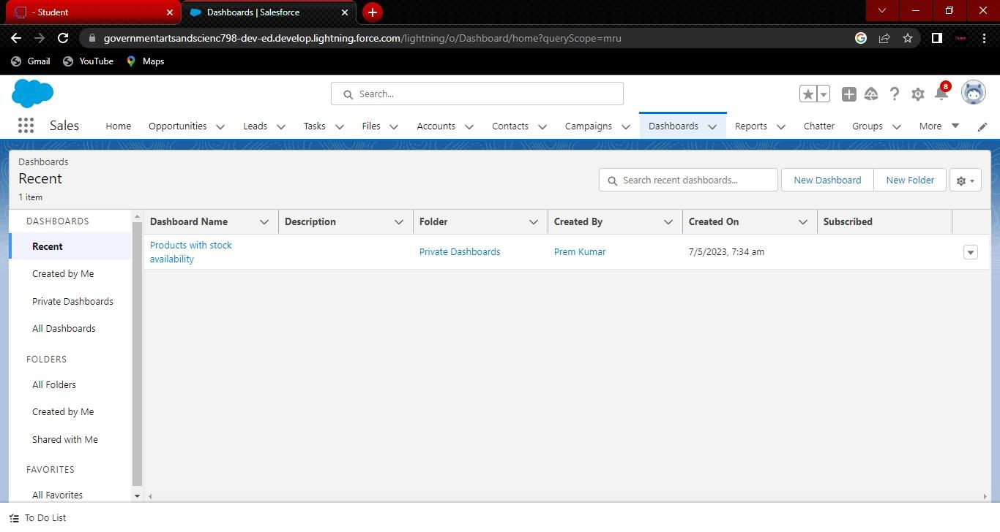 - Student
Dashboards | Salesforce
governmentartsandscienc798-dev-ed.develop.lightning.force.com/lightning/o/Dashboard/home?queryScope=mru
Gmail
YouTube
Maps
Search...
8
Sales
Home
Opportunities
Leads
Tasks
Files
Accounts
Contacts
Campaigns
Dashboards
Reports
Chatter
Groups
More
Dashboards
Recent
1 item
Search recent dashboards...
New Dashboard
New Folder
DASHBOARDS
Recent
Created by Me
Private Dashboards
All Dashboards
FOLDERS
All Folders
Created by Me
Shared with Me
FAVORITES
All Favorites
Dashboard Name
Description
Folder
Created By
Created On
Subscribed
Products with stock
availability
Private Dashboards
Prem Kumar
7/5/2023, 7:34 am
To Do List